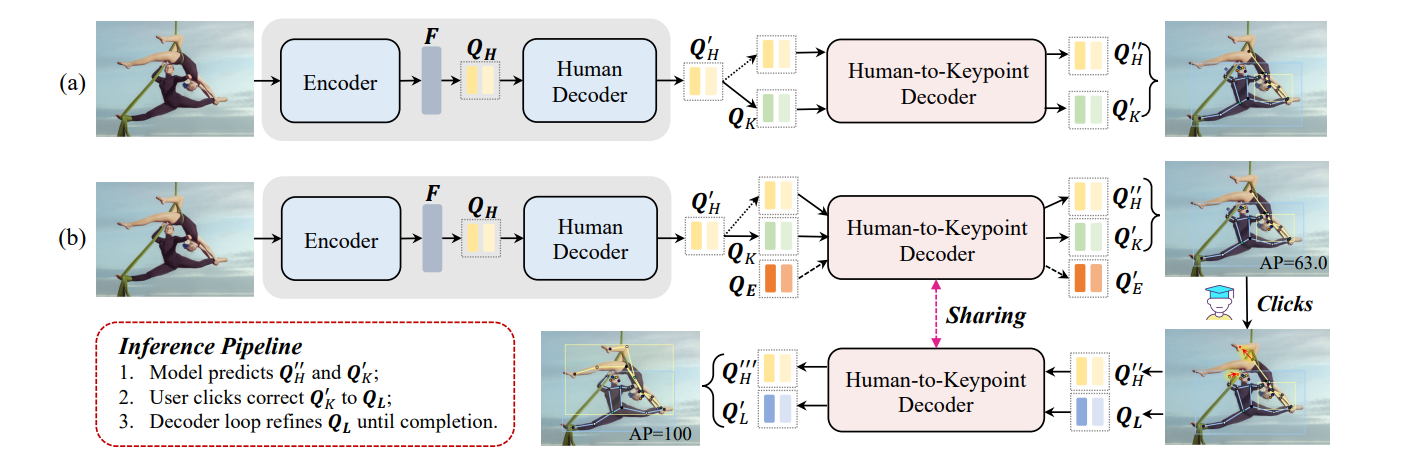 (a)
Encoder
F
Q_H
Human
Decoder
Q'_H
Q_K
Human-to-Keypoint
Decoder
Q''_H
Q'_K
(b)
Encoder
F
Q_H
Human
Decoder
Q'_H
Q_K
Q_E
Human-to-Keypoint
Decoder
Q''_H
Q'_K
Q'_E
AP=63.0
Clicks
Sharing
Inference Pipeline
1. Model predicts Q''_H and Q'_K;
2. User clicks correct Q'_K to Q_L;
3. Decoder loop refines Q_L until completion.
AP=100
Q'''_H
Q'_L
Human-to-Keypoint
Decoder
Q''_H
Q_L